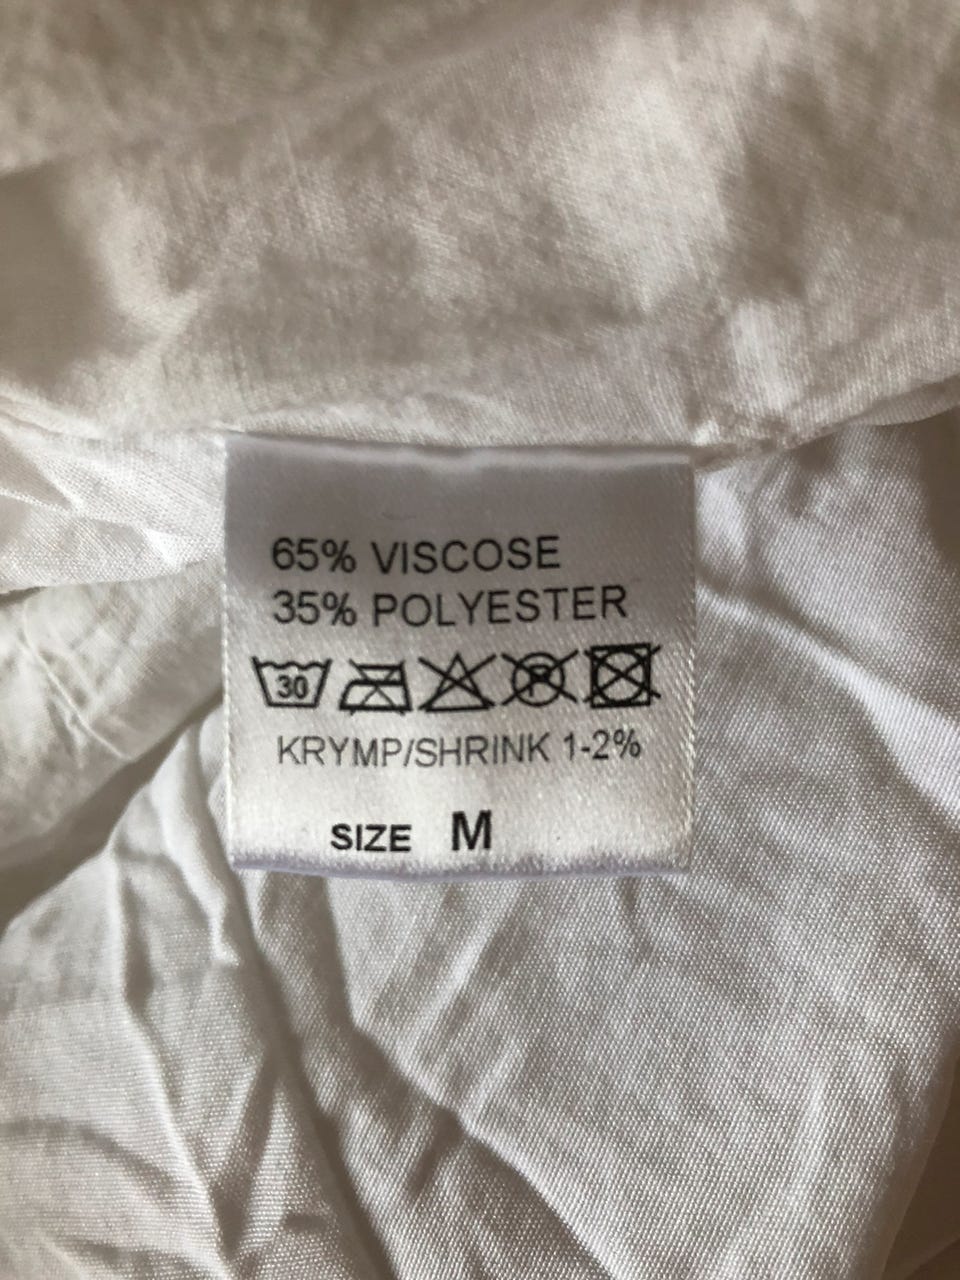 65% VISCOSE
35% POLYESTER
30 P
KRYMP/SHRINK 1-2%
SIZE M